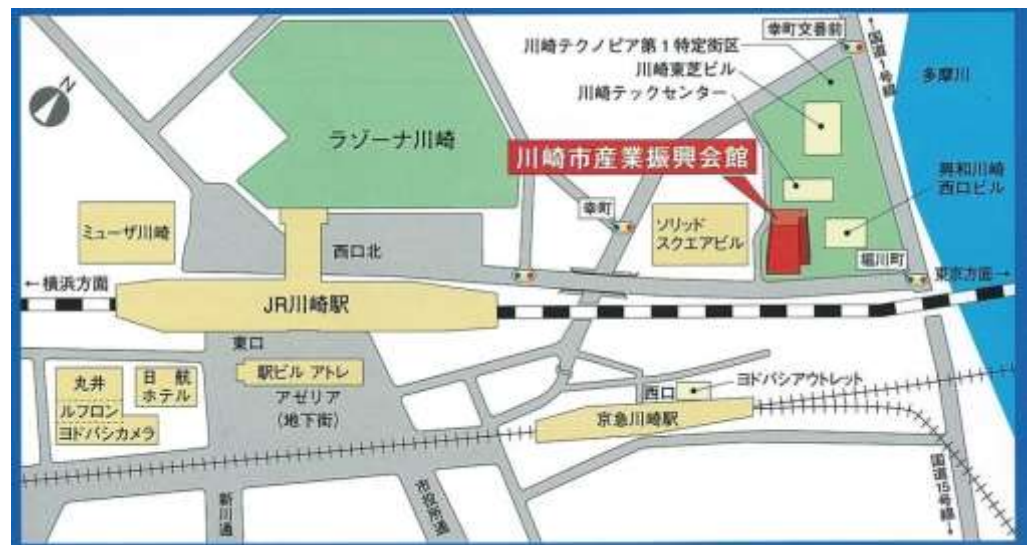 N
幸町交番前
↑国道1号線
川崎テクノピア第1特定街区
川崎東芝ビル
川崎テックセンター
多摩川
ラゾーナ川崎
川崎市産業振興会館
興和川崎
西口ビル
幸町
ミューザ川崎
西口北
ソリッド
スクエアビル
堀川町
←横浜方面
東京方面→
JR川崎駅
東口
丸井
日航
ホテル
駅ビル アトレ
アゼリア
(地下街)
ルフロン
ヨドバシカメラ
西口
ヨドバシアウトレット
京急川崎駅
新川通
市役所通
国道15号線→